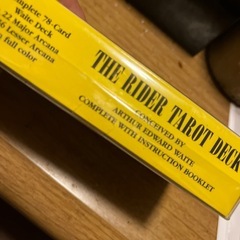 omplete 78-Card
Waite Deck
22 Major Arcana
56 Lesser Arcana
full color
THE RIDER TAROT DECK
CONCEIVED BY
ARTHUR EDWARD WAITE
COMPLETE WITH INSTRUCTION BOOKLET